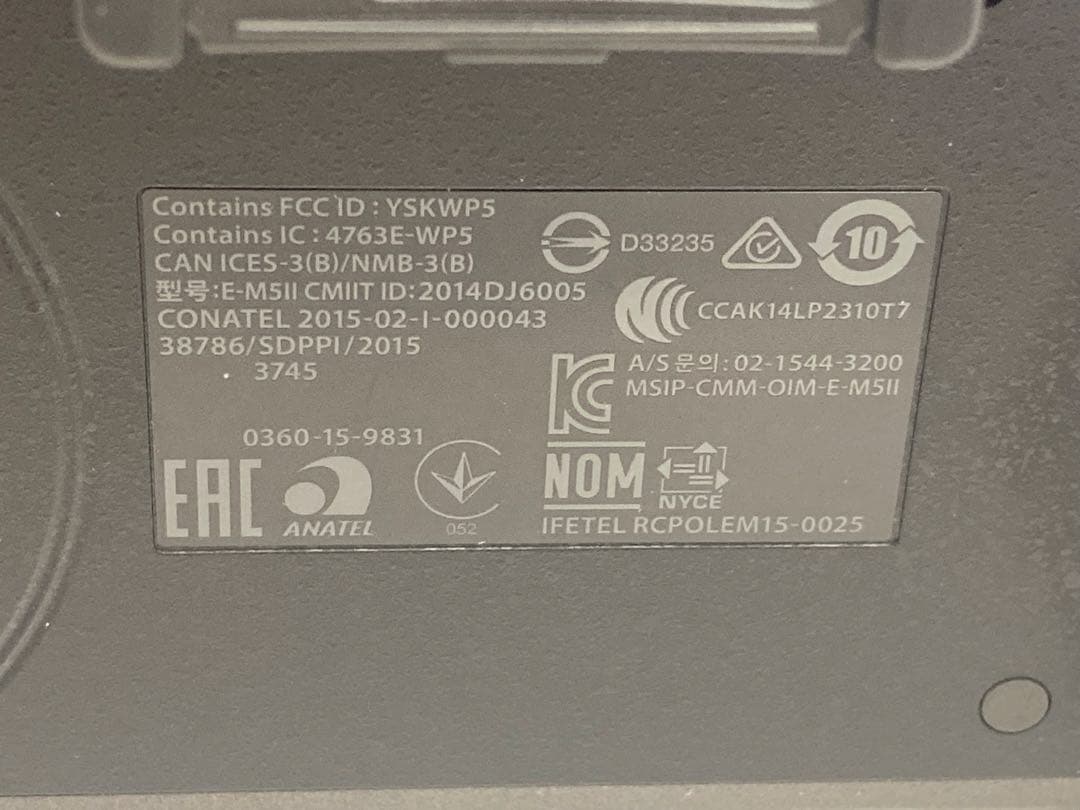 Contains FCC ID : YSKWP5
Contains IC : 4763E-WP5
CAN ICES-3(B)/NMB-3(B)
型号:E-M5II CMIIT ID:2014DJ6005
CONATEL 2015-02-I-000043
38786/SDPPI/2015
3745
D33235
10
CCAK14LP2310T7
A/S 문의 : 02-1544-3200
MSIP-CMM-OIM-E-M5II
0360-15-9831
EAC
ANATEL
052
NOM
NYCE
IFETEL RCPOLEM15-0025